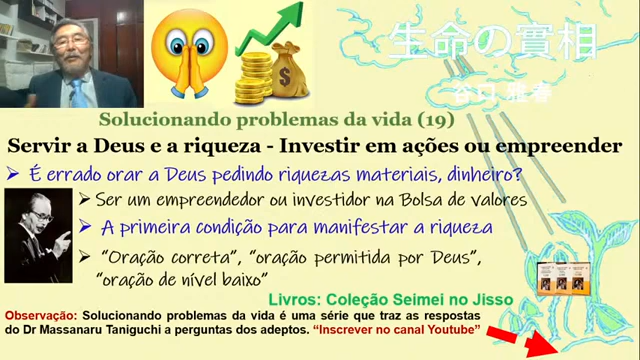 生命の實相
谷口 雅春
Solucionando problemas da vida (19)
Servir a Deus e a riqueza - Investir em ações ou empreender
É errado orar a Deus pedindo riquezas materiais, dinheiro?
Ser um empreendedor ou investidor na Bolsa de valores
A primeira condição para manifestar a riqueza
“Oração correta”, “oração permitida por Deus”,
“oração de nível baixo”
Livros: Coleção Seimei no Jisso
Observação: Solucionando problemas da vida é uma série que traz as respostas
do Dr Massanaru Taniguchi a perguntas dos adeptos. “Inscrever no canal Youtube”
$